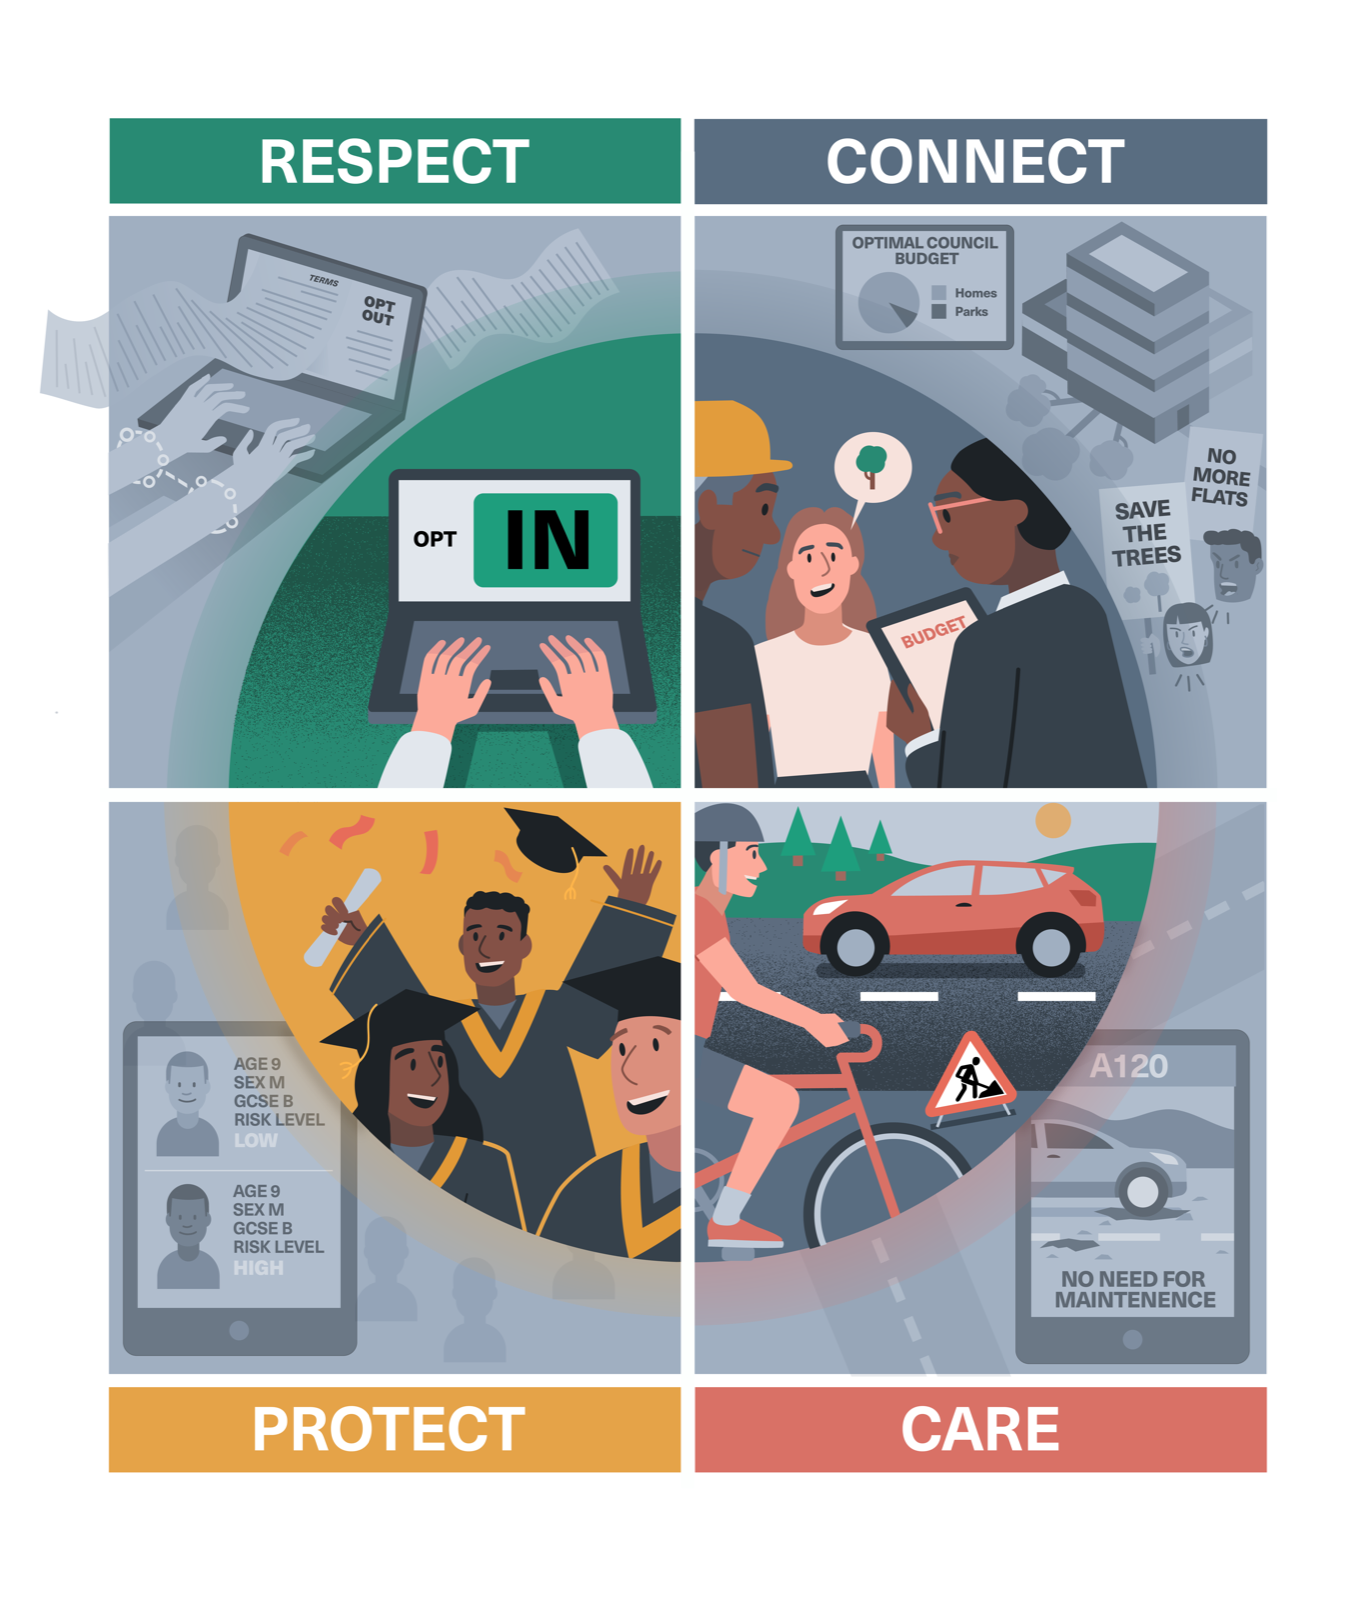 RESPECT
CONNECT
TERMS
OPT
OUT
OPT
IN
OPTIMAL COUNCIL
BUDGET
Homes
Parks
NO
MORE
FLATS
SAVE
THE
TREES
BUDGET
AGE 9
SEX M
GCSE B
RISK LEVEL
LOW
AGE 9
SEX M
GCSE B
RISK LEVEL
HIGH
A120
NO NEED FOR
MAINTENENCE
PROTECT
CARE